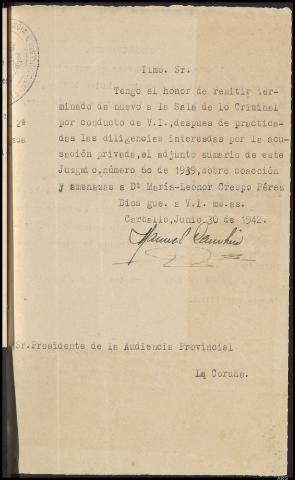 Ilmo. Sr.
Tengo el honor de remitir ter-
minado de nuevo a la Sala de lo Criminal
por conducto de V.I., despues de practica-
2ª das las diligencias interesadas por la acu-
sación privada, el adjunto sumario de este
Juzgado, número 60 de 1939, sobre coacción
y amenazas a Dª María-Leonor Crespo Pérez
Dios gue. a V.I. ms.as.
Carballo, Junio 30 de 1942.
Manuel
Sr. Presidente de la Audiencia Provincial
La Coruña.